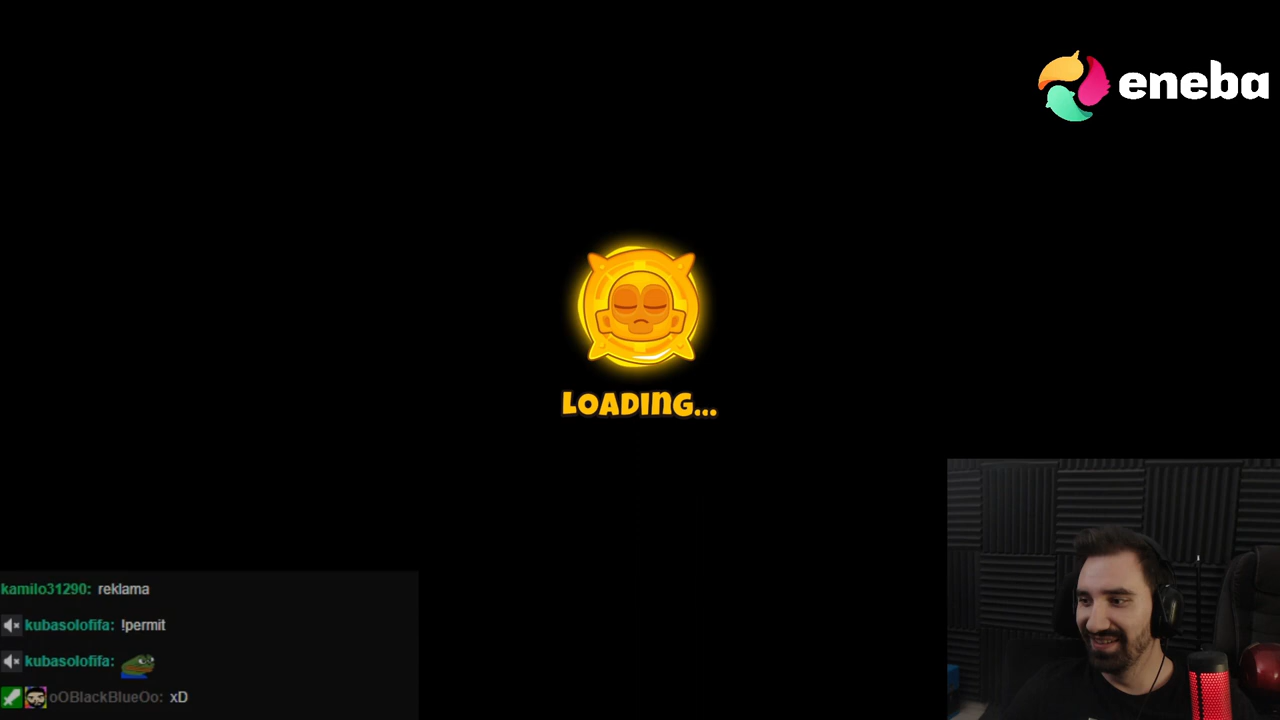 eneba
LOADING...
kamilo31290: reklama
kubasolofifa: !permit
kubasolofifa:
oOBlackBlueOo: xD